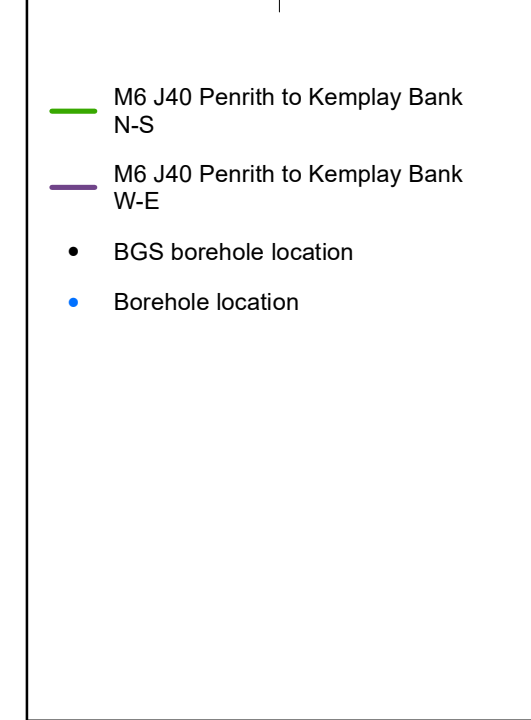 M6 J40 Penrith to Kemplay Bank
N-S
M6 J40 Penrith to Kemplay Bank
W-E
BGS borehole location
Borehole location